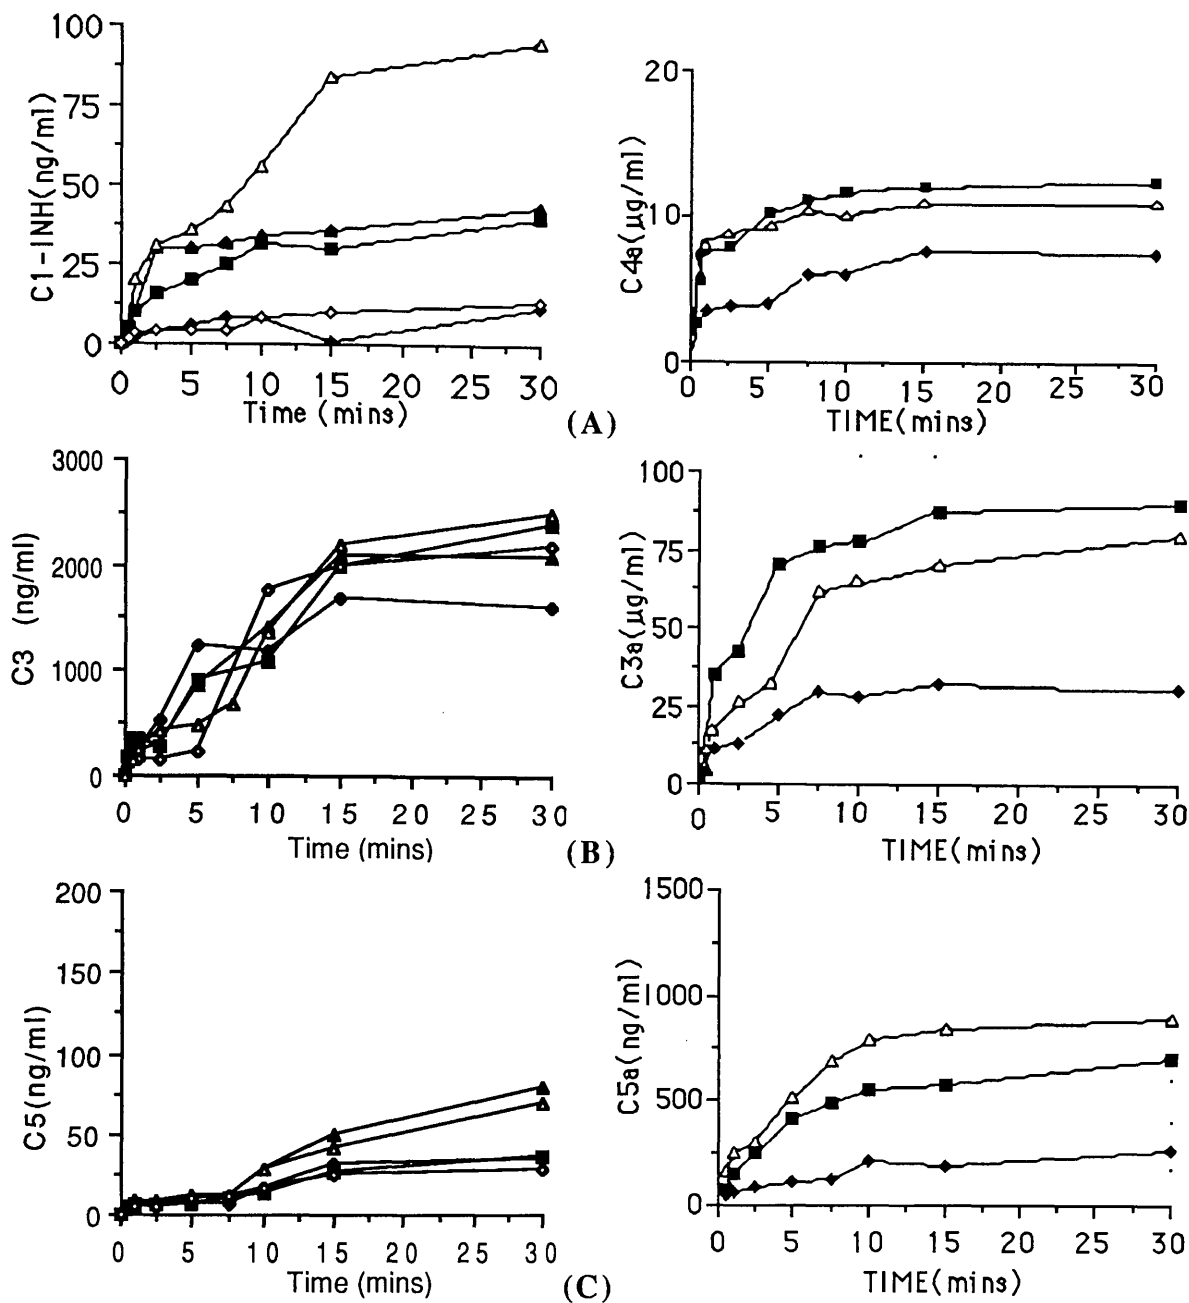 100
75
50
25
0
C1-INH(ng/ml)
0 5 10 15 20 25 30
Time (mins)
20
10
0
C4a(µg/ml)
0 5 10 15 20 25 30
TIME(mins)
(A)
3000
2000
1000
0
C3 (ng/ml)
0 5 10 15 20 25 30
Time (mins)
100
75
50
25
0
C3a(µg/ml)
0 5 10 15 20 25 30
TIME(mins)
(B)
200
150
100
50
0
C5(ng/ml)
0 5 10 15 20 25 30
Time (mins)
1500
1000
500
0
C5a(ng/ml)
0 5 10 15 20 25 30
TIME(mins)
(C)